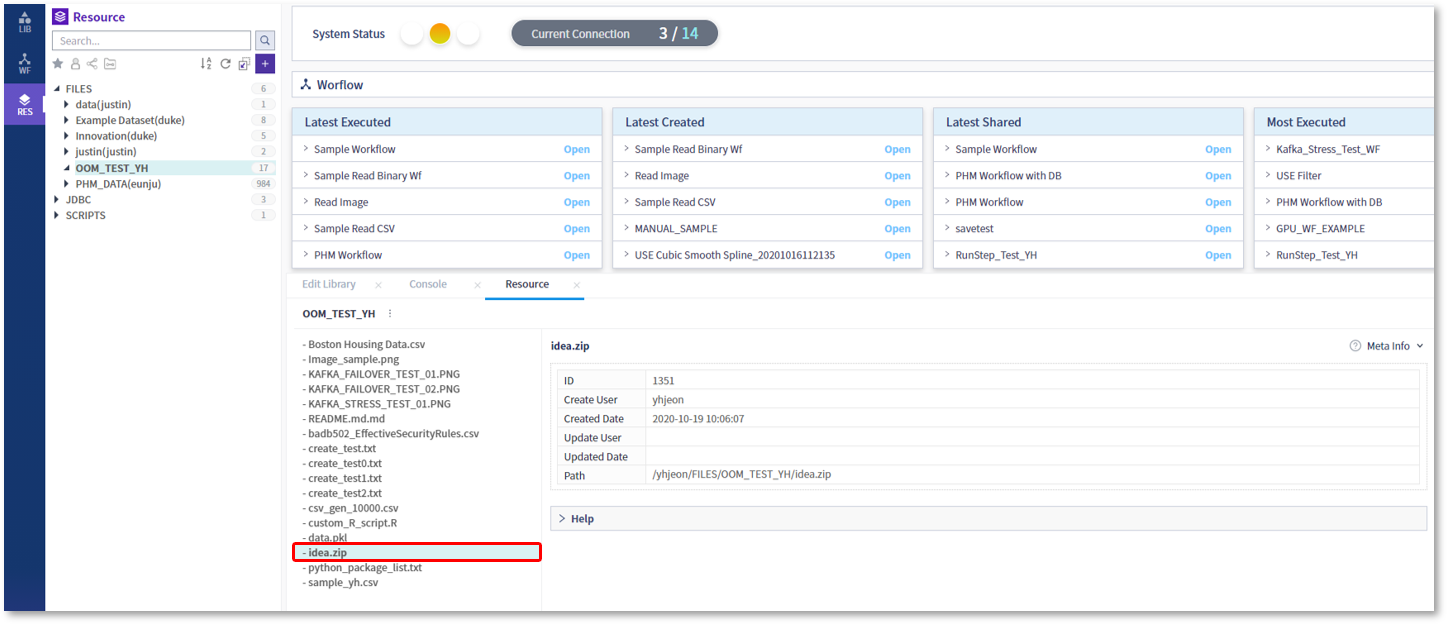 LIB
WF
RES
Resource
Search...
FILES 6
data(justin) 1
Example Dataset(duke) 8
Innovation(duke) 5
justin(justin) 2
OOM_TEST_YH 17
PHM_DATA(eunju) 984
JDBC 3
SCRIPTS 1
System Status
Current Connection 3 / 14
Worflow
Latest Executed
Sample Workflow Open
Sample Read Binary Wf Open
Read Image Open
Sample Read CSV Open
PHM Workflow Open
Latest Created
Sample Read Binary Wf Open
Read Image Open
Sample Read CSV Open
MANUAL_SAMPLE Open
USE Cubic Smooth Spline_20201016112135 Open
Latest Shared
Sample Workflow Open
PHM Workflow with DB Open
PHM Workflow Open
savetest Open
RunStep_Test_YH Open
Most Executed
Kafka_Stress_Test_WF
USE Filter
PHM Workflow with DB
GPU_WF_EXAMPLE
RunStep_Test_YH
Edit Library × Console × Resource ×
OOM_TEST_YH
- Boston Housing Data.csv
- Image_sample.png
- KAFKA_FAILOVER_TEST_01.PNG
- KAFKA_FAILOVER_TEST_02.PNG
- KAFKA_STRESS_TEST_01.PNG
- README.md.md
- badb502_EffectiveSecurityRules.csv
- create_test.txt
- create_test0.txt
- create_test1.txt
- create_test2.txt
- csv_gen_10000.csv
- custom_R_script.R
- data.pkl
- idea.zip
- python_package_list.txt
- sample_yh.csv
idea.zip
Meta Info
ID 1351
Create User yhjeon
Created Date 2020-10-19 10:06:07
Update User
Updated Date
Path /yhjeon/FILES/OOM_TEST_YH/idea.zip
Help